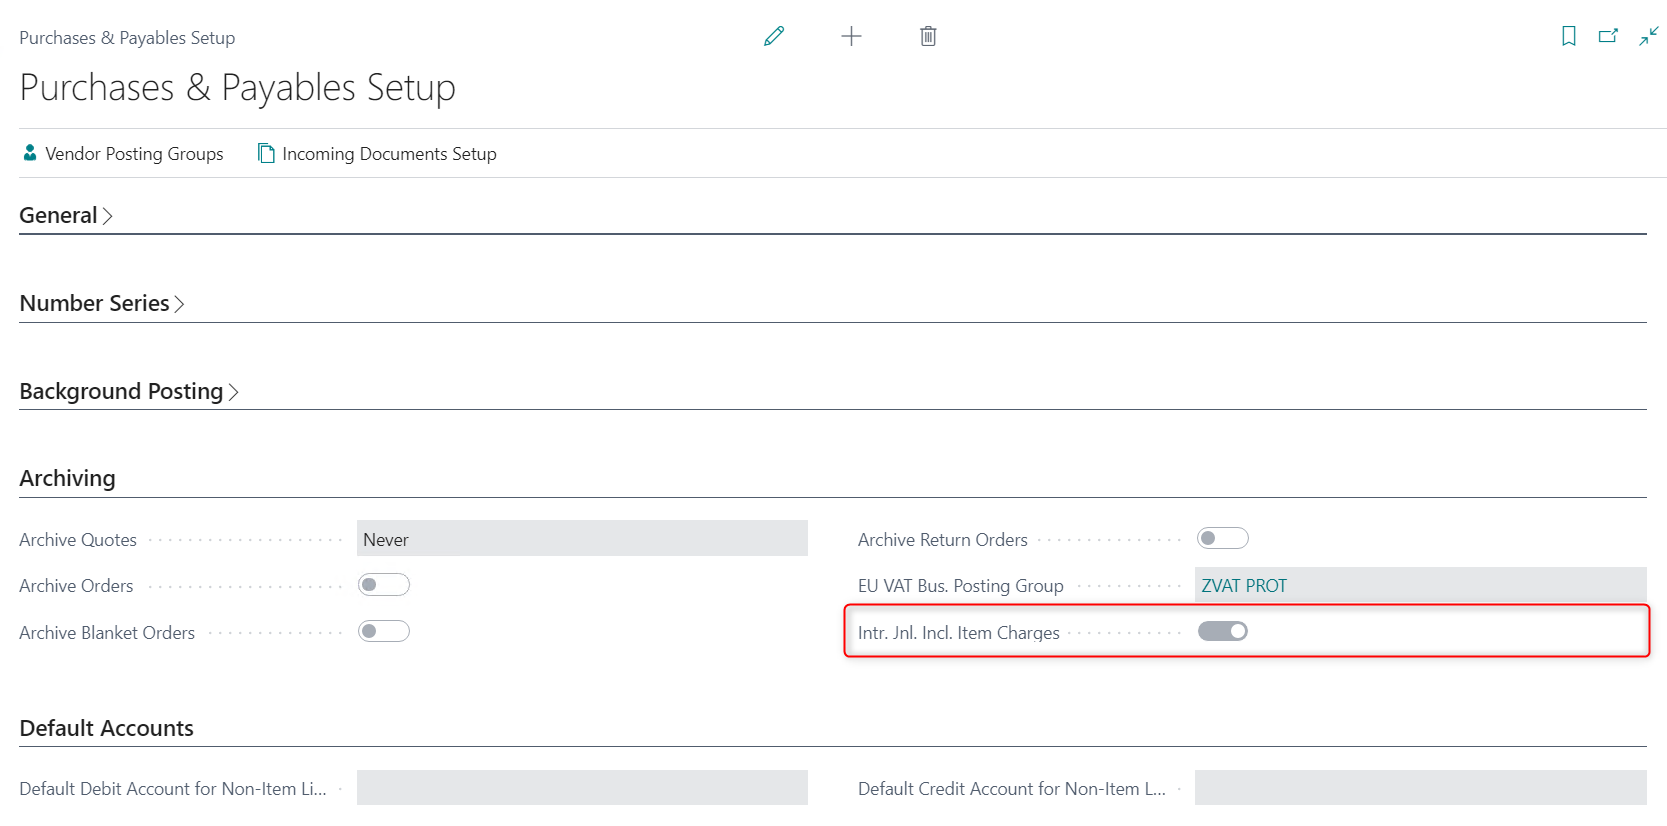 Purchases & Payables Setup
Purchases & Payables Setup
Vendor Posting Groups
Incoming Documents Setup
General
Number Series
Background Posting
Archiving
Archive Quotes
Never
Archive Orders
Archive Blanket Orders
Archive Return Orders
EU VAT Bus. Posting Group
ZVAT PROT
Intr. Jnl. Incl. Item Charges
Default Accounts
Default Debit Account for Non-Item Li...
Default Credit Account for Non-Item L...